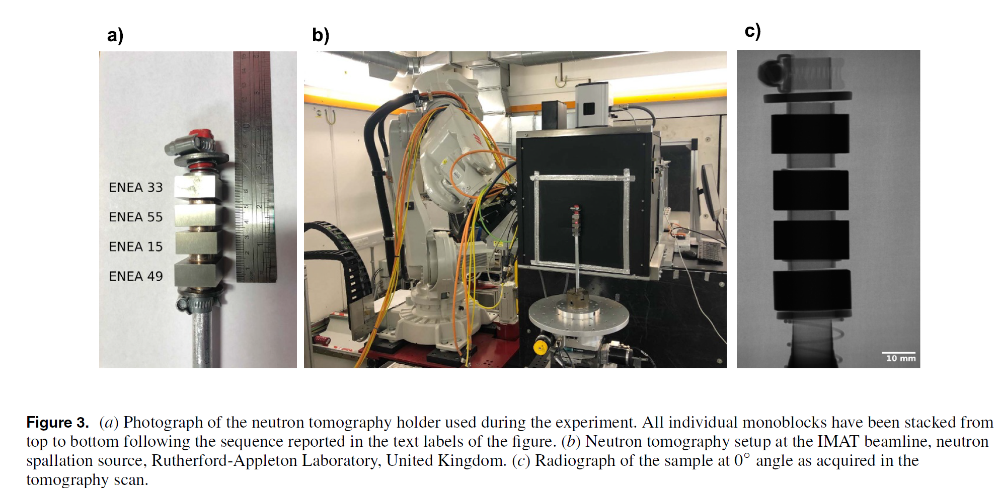 a)
b)
c)
ENEA 33
ENEA 55
ENEA 15
ENEA 49
10 mm
Figure 3. (a) Photograph of the neutron tomography holder used during the experiment. All individual monoblocks have been stacked from
top to bottom following the sequence reported in the text labels of the figure. (b) Neutron tomography setup at the IMAT beamline, neutron
spallation source, Rutherford-Appleton Laboratory, United Kingdom. (c) Radiograph of the sample at 0° angle as acquired in the
tomography scan.